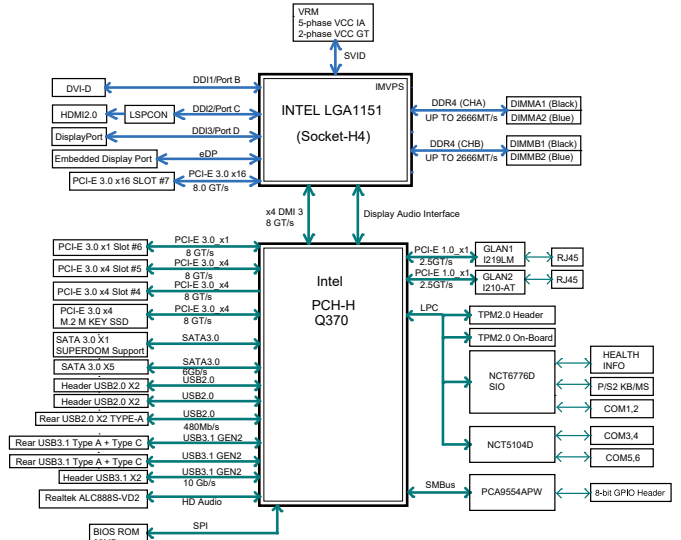 VRM
5-phase VCC IA
2-phase VCC GT
SVID
IMVPS
INTEL LGA1151
(Socket-H4)
DVI-D
DDI1/Port B
HDMI2.0
LSPCON
DDI2/Port C
DisplayPort
DDI3/Port D
Embedded Display Port
eDP
PCI-E 3.0 x16 SLOT #7
PCI-E 3.0 x16
8.0 GT/s
DDR4 (CHA)
UP TO 2666MT/s
DIMMA1 (Black)
DIMMA2 (Blue)
DDR4 (CHB)
UP TO 2666MT/s
DIMMB1 (Black)
DIMMB2 (Blue)
x4 DMI 3
8 GT/s
Display Audio Interface
Intel
PCH-H
Q370
PCI-E 3.0 x1 Slot #6
PCI-E 3.0_x1
8 GT/s
PCI-E 3.0 x4 Slot #5
PCI-E 3.0_x4
8 GT/s
PCI-E 3.0 x4 Slot #4
PCI-E 3.0_x4
8 GT/s
PCI-E 3.0 x4
M.2 M KEY SSD
PCI-E 3.0_x4
8 GT/s
SATA 3.0 X1
SUPERDOM Support
SATA3.0
SATA 3.0 X5
SATA3.0
6Gb/s
Header USB2.0 X2
USB2.0
Header USB2.0 X2
USB2.0
Rear USB2.0 X2 TYPE-A
USB2.0
480Mb/s
Rear USB3.1 Type A + Type C
USB3.1 GEN2
Rear USB3.1 Type A + Type C
USB3.1 GEN2
Header USB3.1 X2
USB3.1 GEN2
10 Gb/s
Realtek ALC888S-VD2
HD Audio
BIOS ROM
SPI
PCI-E 1.0_x1
2.5GT/s
GLAN1
I219LM
RJ45
PCI-E 1.0_x1
2.5GT/s
GLAN2
I210-AT
RJ45
LPC
TPM2.0 Header
TPM2.0 On-Board
NCT6776D
SIO
HEALTH
INFO
P/S2 KB/MS
COM1,2
NCT5104D
COM3,4
COM5,6
SMBus
PCA9554APW
8-bit GPIO Header